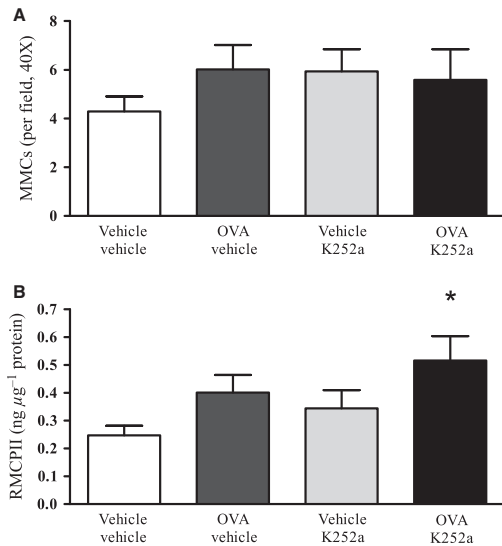 A
MMCs (per field, 40X)
8
6
4
2
0
Vehicle OVA Vehicle OVA
vehicle vehicle K252a K252a
B
*
RMCPII (ng µg⁻¹ protein)
0.7
0.6
0.5
0.4
0.3
0.2
0.1
0.0
Vehicle OVA Vehicle OVA
vehicle vehicle K252a K252a